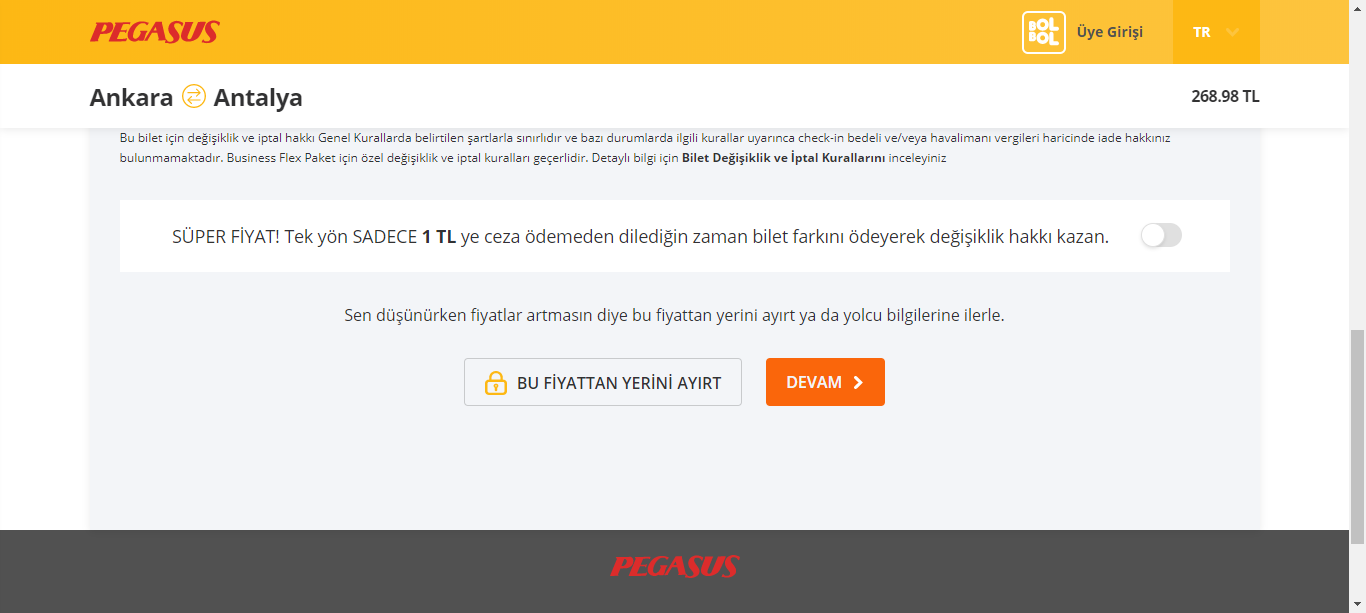 PEGASUS
BOL
BOL
Üye Girişi
TR
Ankara
Antalya
268.98 TL
Bu bilet için değişiklik ve iptal hakkı Genel Kurallarda belirtilen şartlarla sınırlıdır ve bazı durumlarda ilgili kurallar uyarınca check-in bedeli ve/veya havalimanı vergileri haricinde iade hakkınız
bulunmamaktadır. Business Flex Paket için özel değişiklik ve iptal kuralları geçerlidir. Detaylı bilgi için Bilet Değişiklik ve İptal Kurallarını inceleyiniz
SÜPER FİYAT! Tek yön SADECE 1 TL ye ceza ödemeden dilediğin zaman bilet farkını ödeyerek değişiklik hakkı kazan.
Sen düşünürken fiyatlar artmasın diye bu fiyattan yerini ayırt ya da yolcu bilgilerine ilerle.
BU FİYATTAN YERİNİ AYIRT
DEVAM
PEGASUS